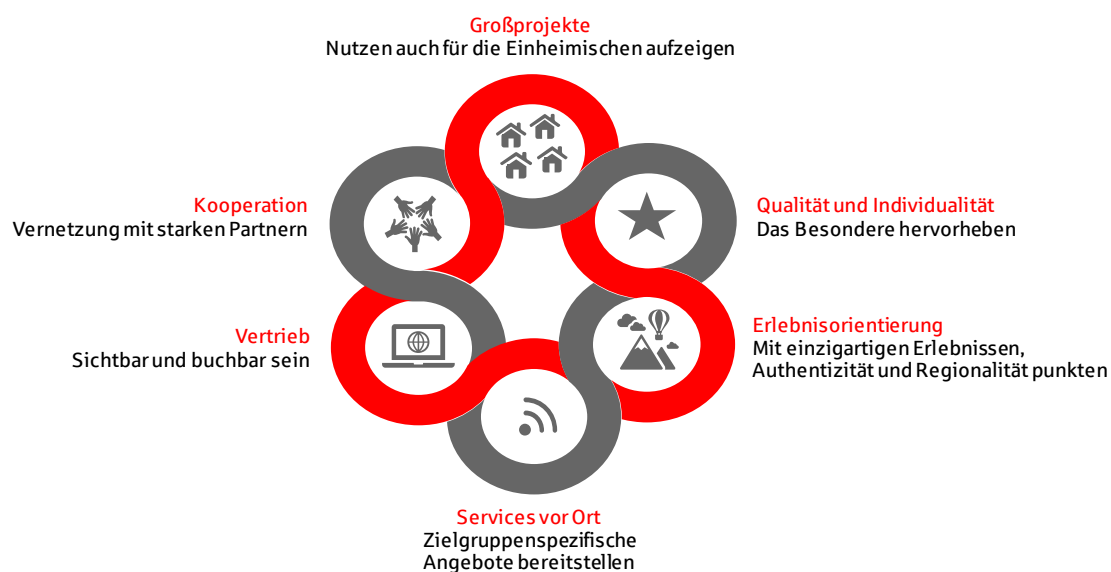 Großprojekte
Nutzen auch für die Einheimischen aufzeigen
Kooperation
Vernetzung mit starken Partnern
Qualität und Individualität
Das Besondere hervorheben
Vertrieb
Sichtbar und buchbar sein
Erlebnisorientierung
Mit einzigartigen Erlebnissen,
Authentizität und Regionalität punkten
Services vor Ort
Zielgruppenspezifische
Angebote bereitstellen